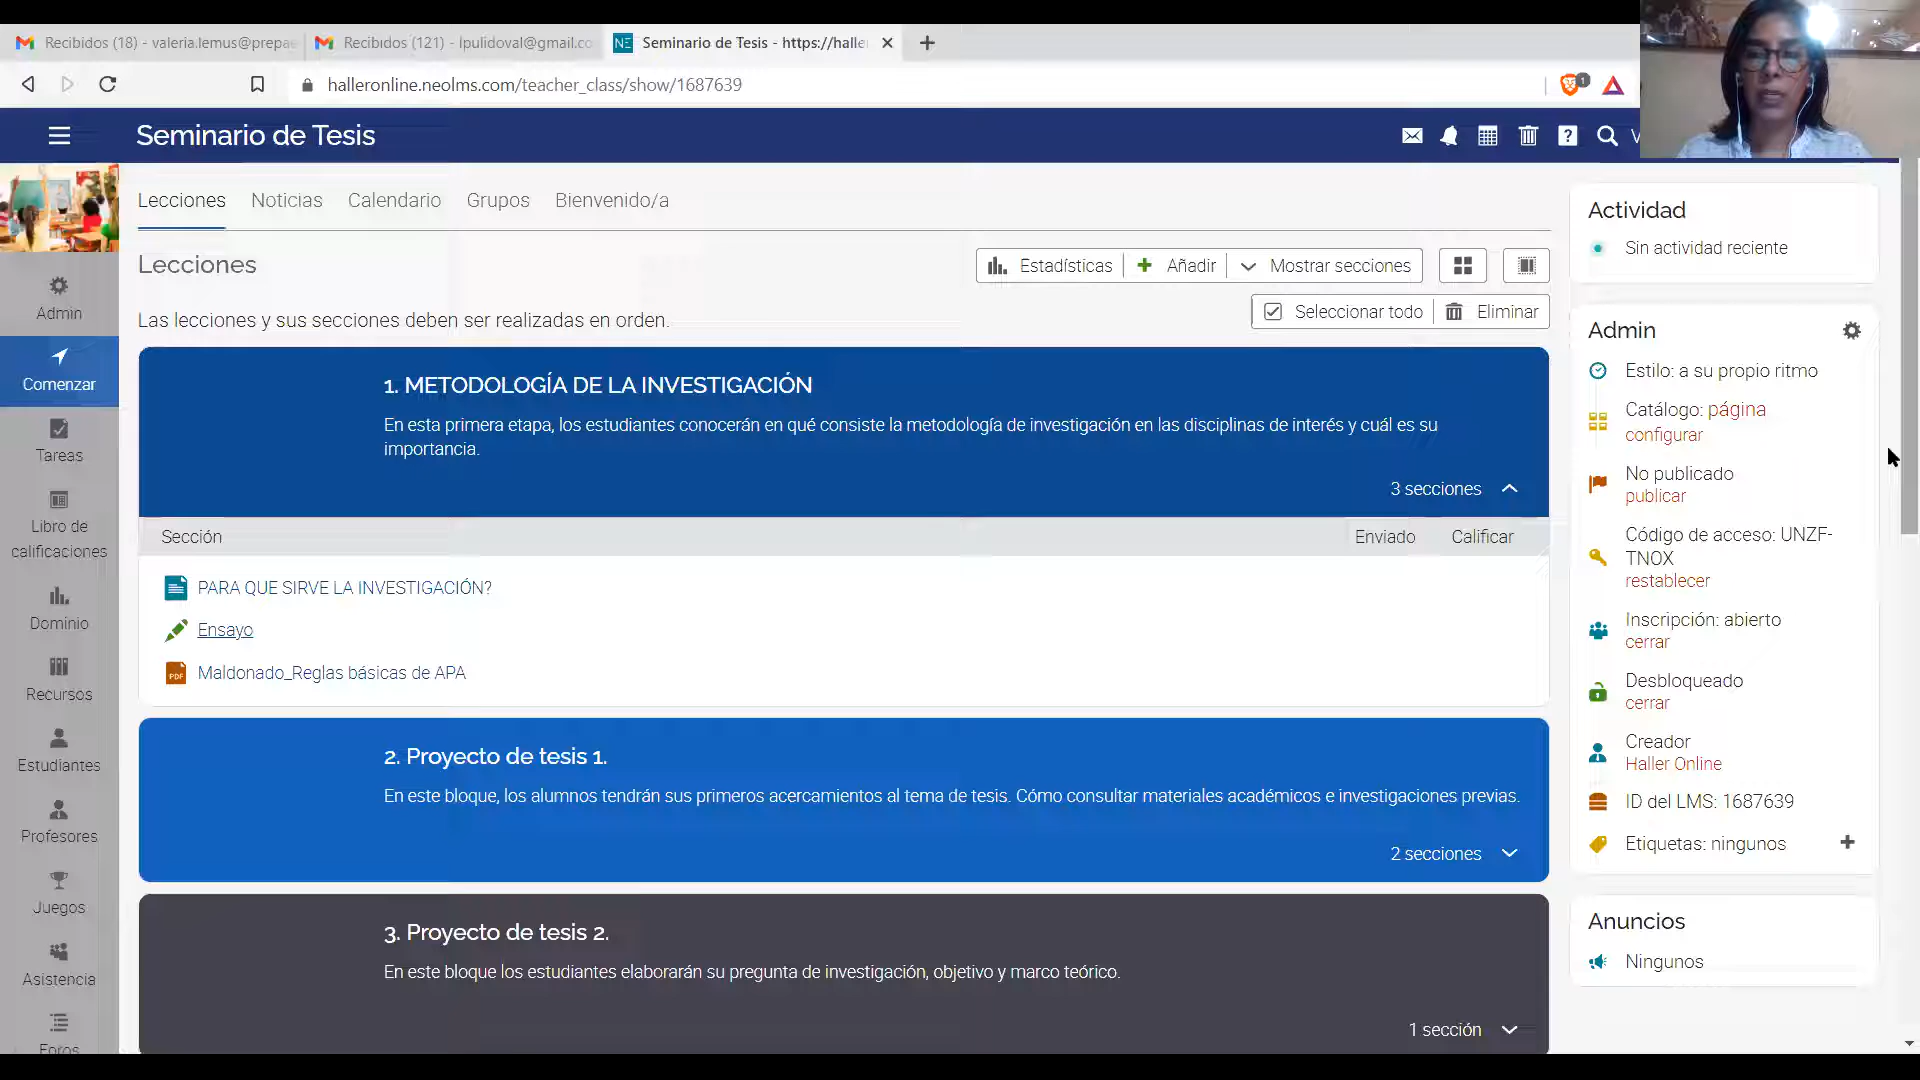 Recibidos (18) - valeria.lemus@prepae
Recibidos (121) - lpulidoval@gmail.co
Seminario de Tesis - https://halle
halleronline.neolms.com/teacher_class/show/1687639
1
Seminario de Tesis
V
Lecciones
Noticias
Calendario
Grupos
Bienvenido/a
Lecciones
Estadísticas
Añadir
Mostrar secciones
Las lecciones y sus secciones deben ser realizadas en orden.
Seleccionar todo
Eliminar
1. METODOLOGÍA DE LA INVESTIGACIÓN
En esta primera etapa, los estudiantes conocerán en qué consiste la metodología de investigación en las disciplinas de interés y cuál es su
importancia.
3 secciones
Sección
Enviado
Calificar
PARA QUE SIRVE LA INVESTIGACIÓN?
Ensayo
PDF
Maldonado_Reglas básicas de APA
2. Proyecto de tesis 1.
En este bloque, los alumnos tendrán sus primeros acercamientos al tema de tesis. Cómo consultar materiales académicos e investigaciones previas.
2 secciones
3. Proyecto de tesis 2.
En este bloque los estudiantes elaborarán su pregunta de investigación, objetivo y marco teórico.
1 sección
Admin
Comenzar
Tareas
Libro de
calificaciones
Dominio
Recursos
Estudiantes
Profesores
Juegos
Asistencia
Foros
Actividad
Sin actividad reciente
Admin
Estilo: a su propio ritmo
Catálogo: página
configurar
No publicado
publicar
Código de acceso: UNZF-
TNOX
restablecer
Inscripción: abierto
cerrar
Desbloqueado
cerrar
Creador
Haller Online
ID del LMS: 1687639
Etiquetas: ningunos
Anuncios
Ningunos